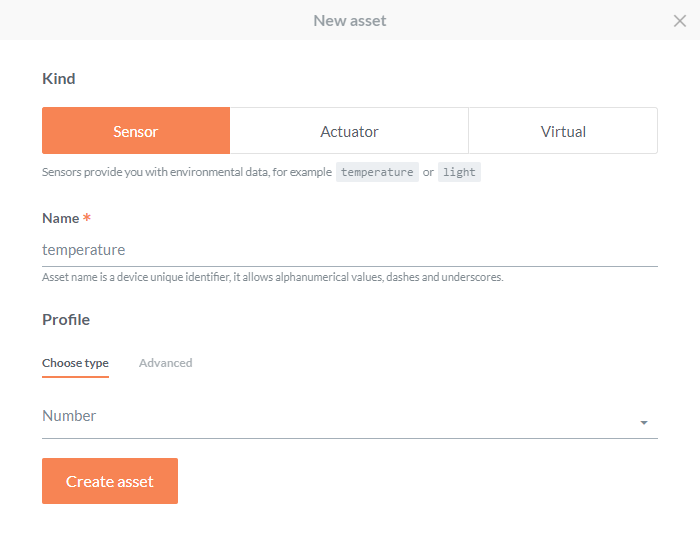 New asset
Kind
Sensor Actuator Virtual
Sensors provide you with environmental data, for example temperature or light
Name *
temperature
Asset name is a device unique identifier, it allows alphanumerical values, dashes and underscores.
Profile
Choose type Advanced
Number
Create asset